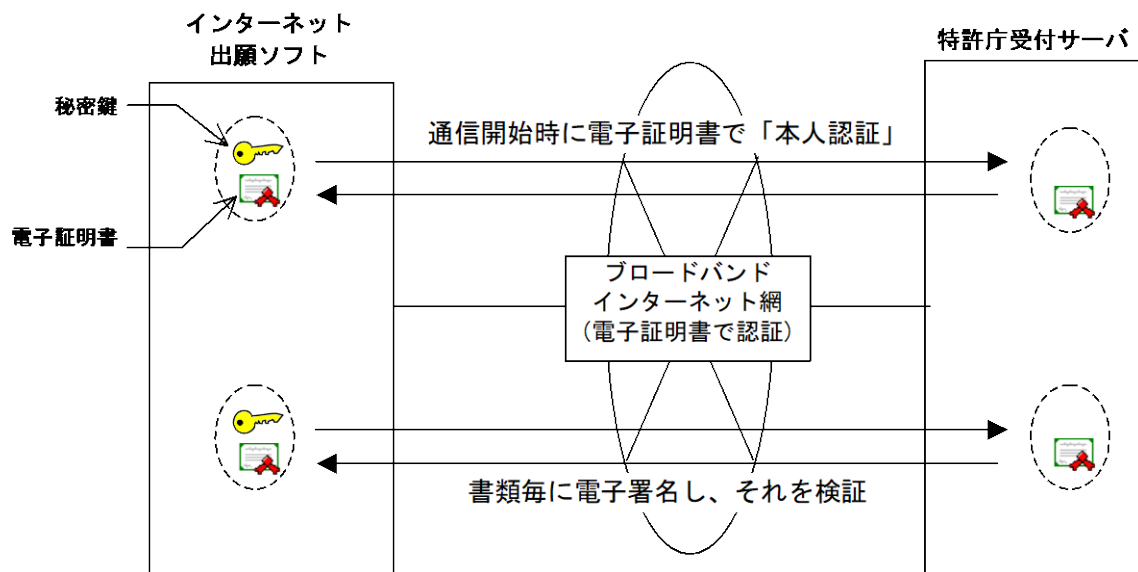 インターネット
出願ソフト
特許庁受付サーバ
秘密鍵
通信開始時に電子証明書で「本人認証」
電子証明書
ブロードバンド
インターネット網
(電子証明書で認証)
書類毎に電子署名し、それを検証